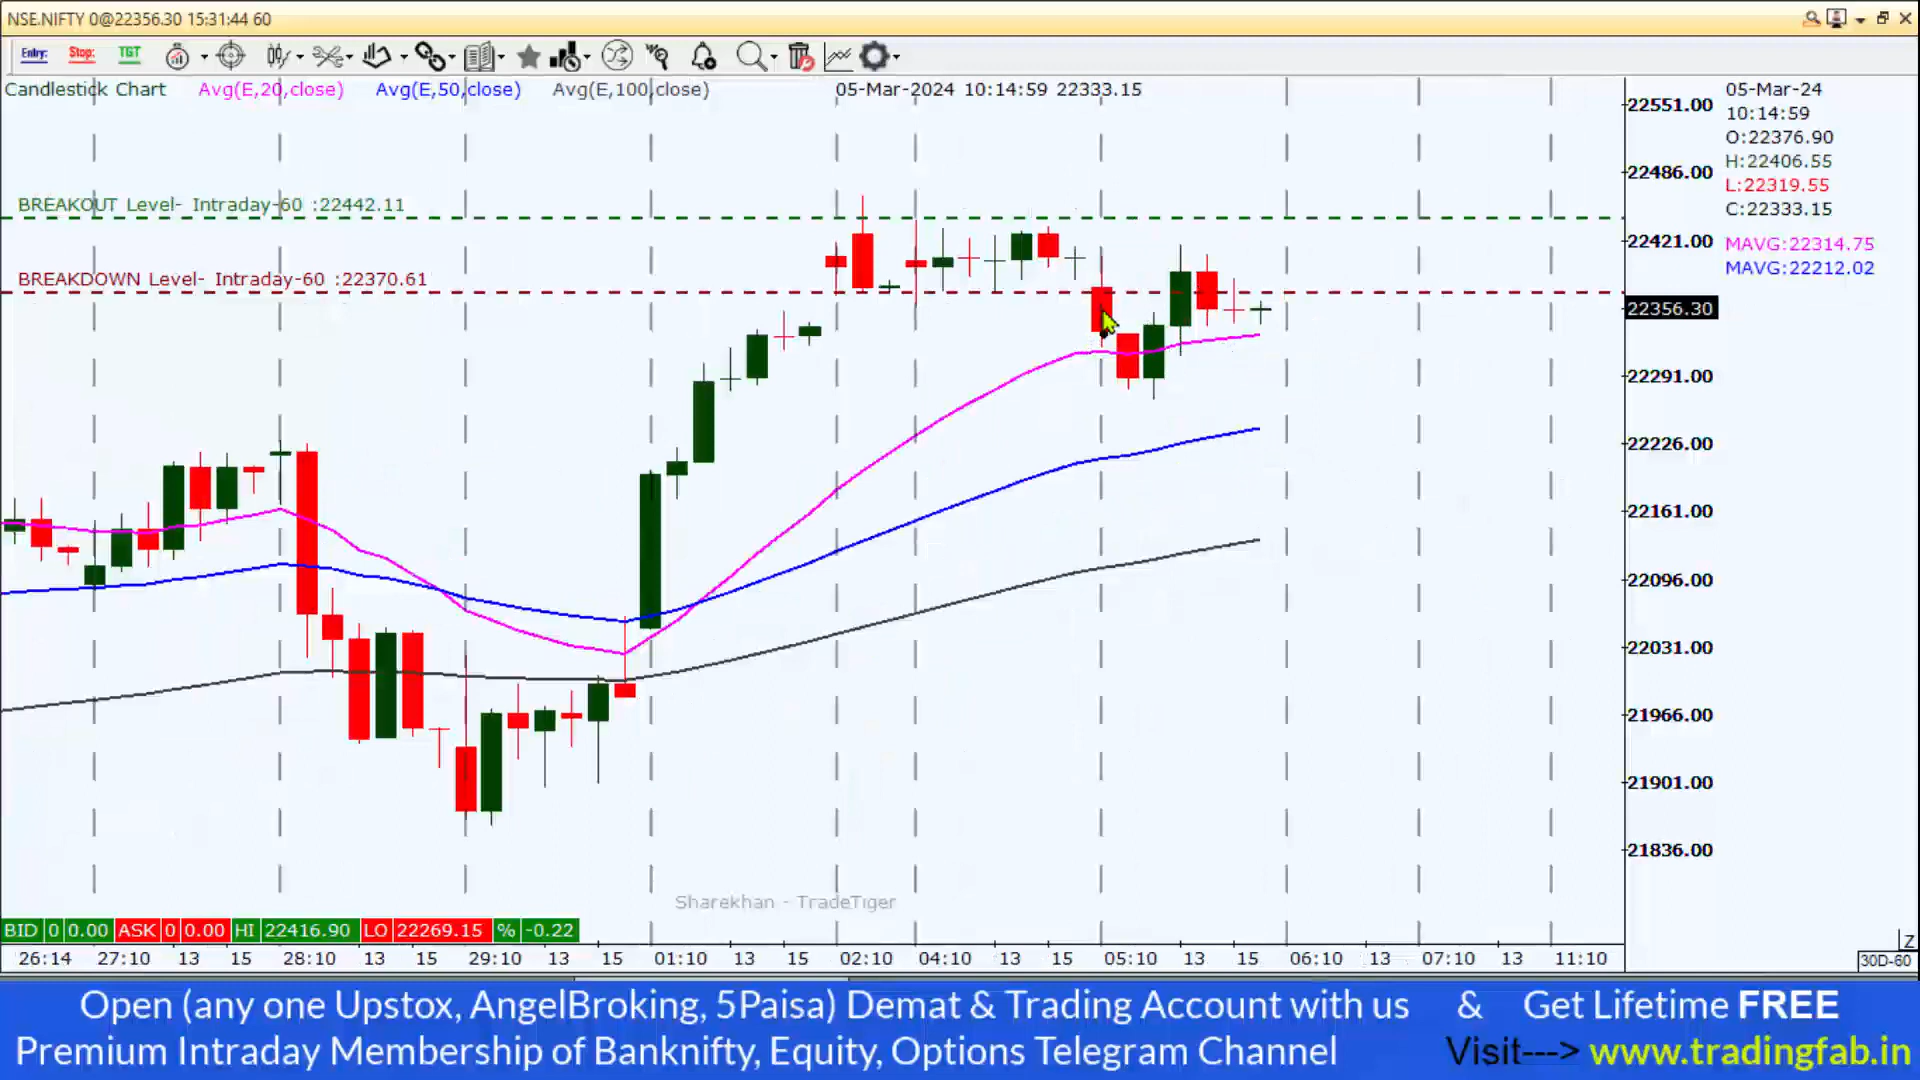 NSE.NIFTY 0@22356.30 15:31:44 60
Entry: Stop: TGT
Candlestick Chart Avg(E,20,close) Avg(E,50,close) Avg(E,100,close) 05-Mar-2024 10:14:59 22333.15
05-Mar-24
10:14:59
O:22376.90
H:22406.55
L:22319.55
C:22333.15
MAVG:22314.75
MAVG:22212.02
BREAKOUT Level- Intraday-60 :22442.11
BREAKDOWN Level- Intraday-60 :22370.61
22551.00
22486.00
22421.00
22356.30
22291.00
22226.00
22161.00
22096.00
22031.00
21966.00
21901.00
21836.00
Sharekhan - TradeTiger
BID 0 0.00 ASK 0 0.00 HI 22416.90 LO 22269.15 % -0.22
Z
26:14 27:10 13 15 28:10 13 15 29:10 13 15 01:10 13 15 02:10 04:10 13 15 05:10 13 15 06:10 13 07:10 13 11:10
30D-60
Open (any one Upstox, AngelBroking, 5Paisa) Demat & Trading Account with us & Get Lifetime FREE
Premium Intraday Membership of Banknifty, Equity, Options Telegram Channel Visit---> www.tradingfab.in